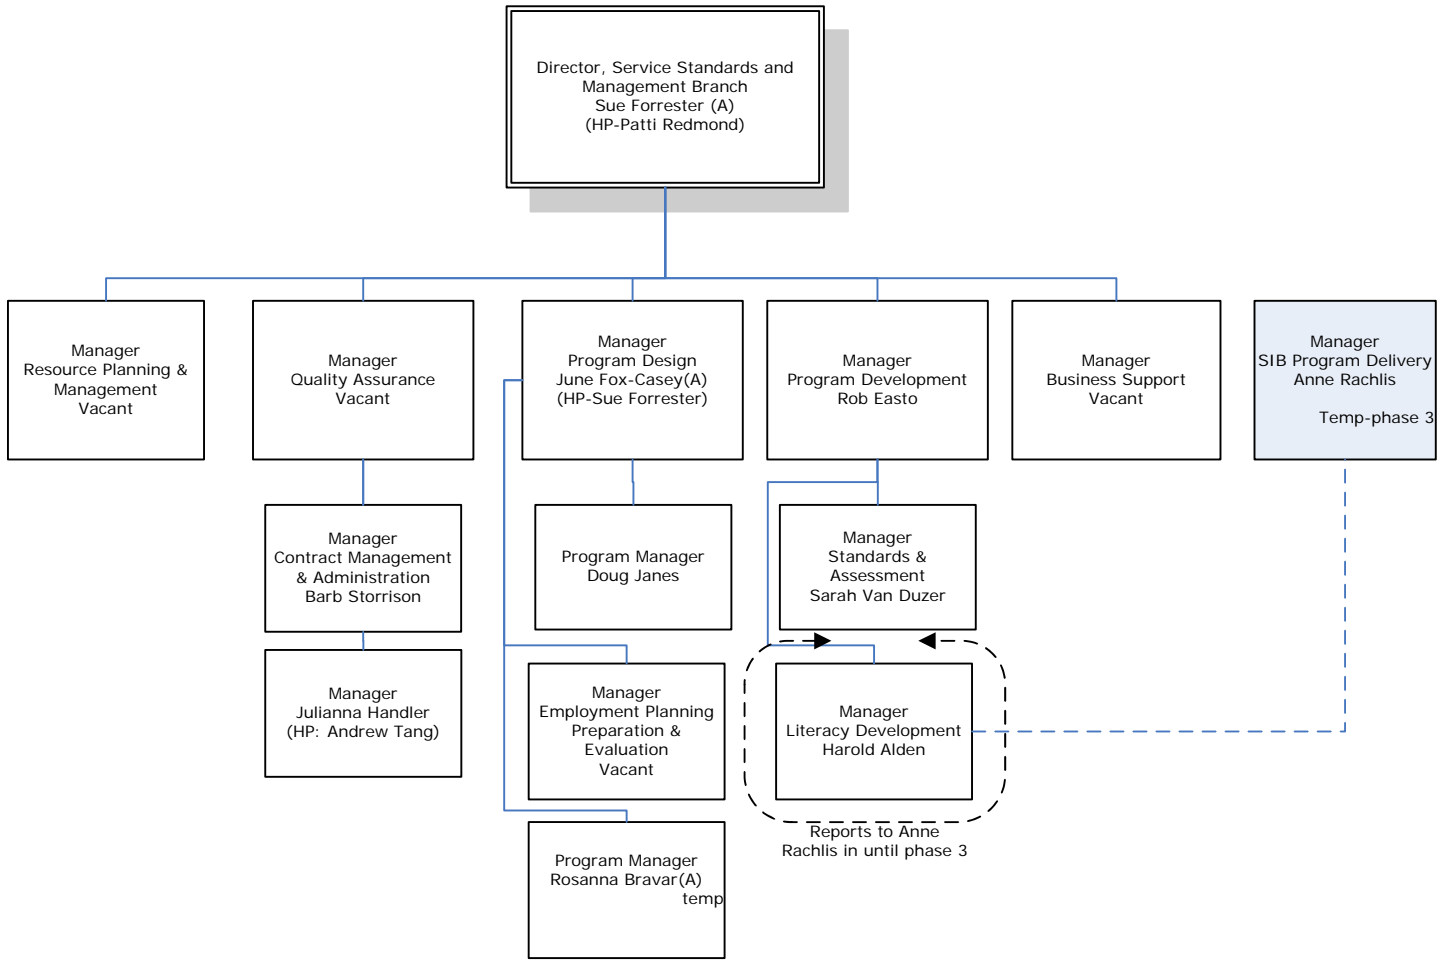 Director, Service Standards and
Management Branch
Sue Forrester (A)
(HP-Patti Redmond)
Manager
Resource Planning &
Management
Vacant
Manager
Quality Assurance
Vacant
Manager
Program Design
June Fox-Casey(A)
(HP-Sue Forrester)
Manager
Program Development
Rob Easto
Manager
Business Support
Vacant
Manager
SIB Program Delivery
Anne Rachlis
Temp-phase 3
Manager
Contract Management
& Administration
Barb Storrison
Program Manager
Doug Janes
Manager
Standards &
Assessment
Sarah Van Duzer
Manager
Julianna Handler
(HP: Andrew Tang)
Manager
Employment Planning
Preparation &
Evaluation
Vacant
Manager
Literacy Development
Harold Alden
Reports to Anne
Rachlis in until phase 3
Program Manager
Rosanna Bravar(A)
temp